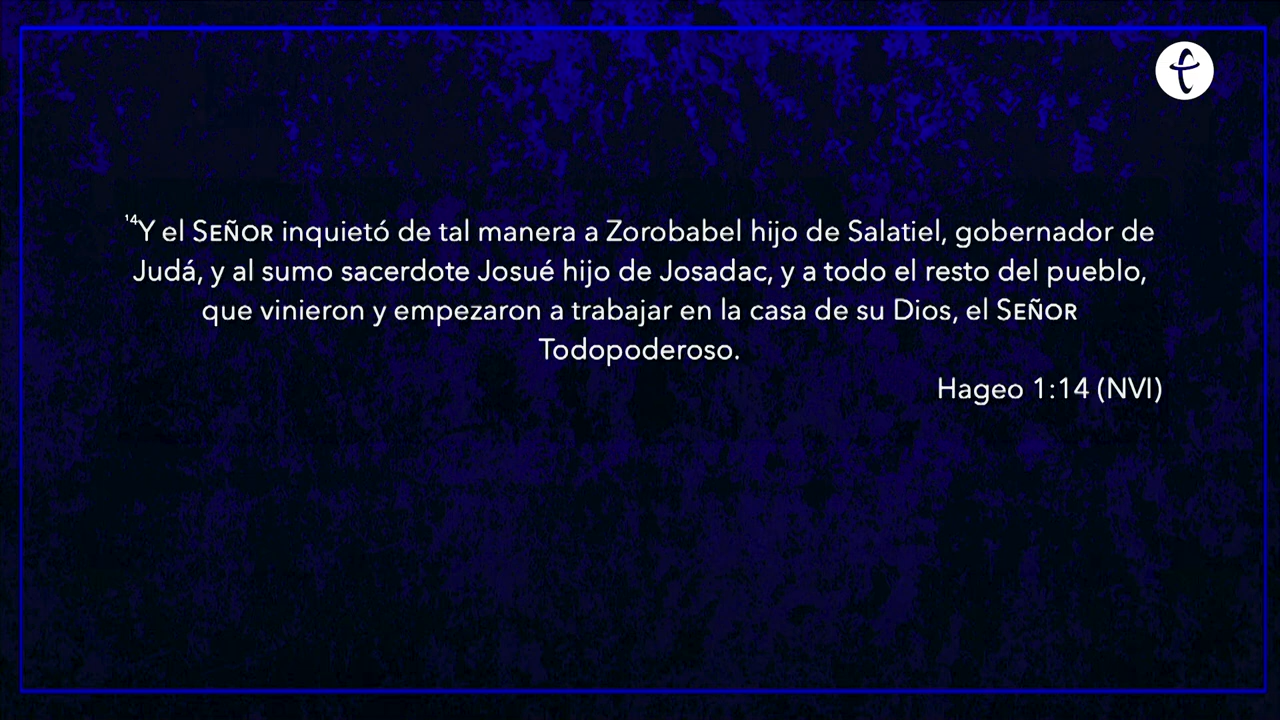 ¹⁴Y el SEÑOR inquietó de tal manera a Zorobabel hijo de Salatiel, gobernador de
Judá, y al sumo sacerdote Josué hijo de Josadac, y a todo el resto del pueblo,
que vinieron y empezaron a trabajar en la casa de su Dios, el SEÑOR
Todopoderoso.
Hageo 1:14 (NVI)